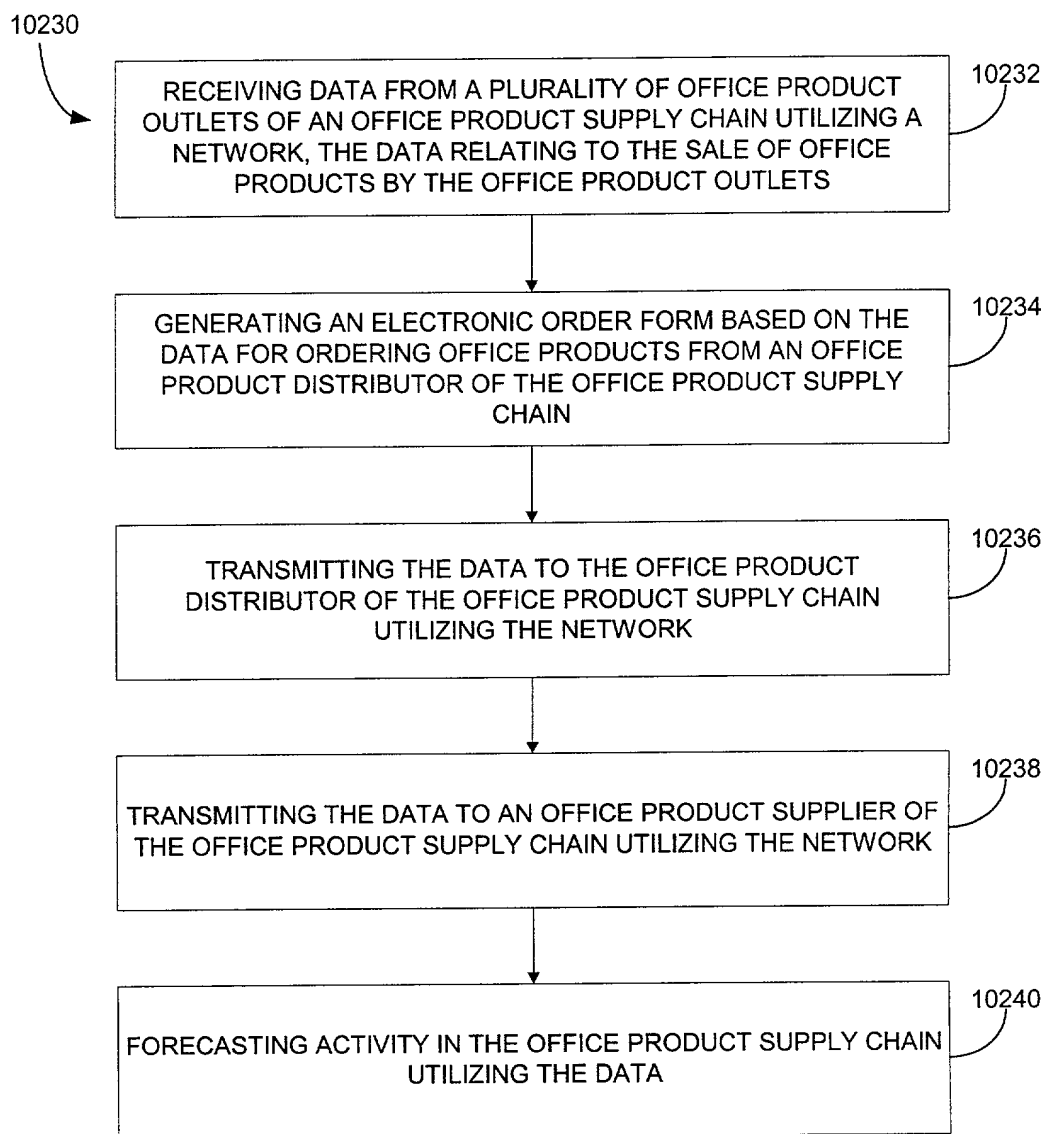 10230
10232
RECEIVING DATA FROM A PLURALITY OF OFFICE PRODUCT
OUTLETS OF AN OFFICE PRODUCT SUPPLY CHAIN UTILIZING A
NETWORK, THE DATA RELATING TO THE SALE OF OFFICE
PRODUCTS BY THE OFFICE PRODUCT OUTLETS
10234
GENERATING AN ELECTRONIC ORDER FORM BASED ON THE
DATA FOR ORDERING OFFICE PRODUCTS FROM AN OFFICE
PRODUCT DISTRIBUTOR OF THE OFFICE PRODUCT SUPPLY
CHAIN
10236
TRANSMITTING THE DATA TO THE OFFICE PRODUCT
DISTRIBUTOR OF THE OFFICE PRODUCT SUPPLY CHAIN
UTILIZING THE NETWORK
10238
TRANSMITTING THE DATA TO AN OFFICE PRODUCT SUPPLIER OF
THE OFFICE PRODUCT SUPPLY CHAIN UTILIZING THE NETWORK
10240
FORECASTING ACTIVITY IN THE OFFICE PRODUCT SUPPLY CHAIN
UTILIZING THE DATA